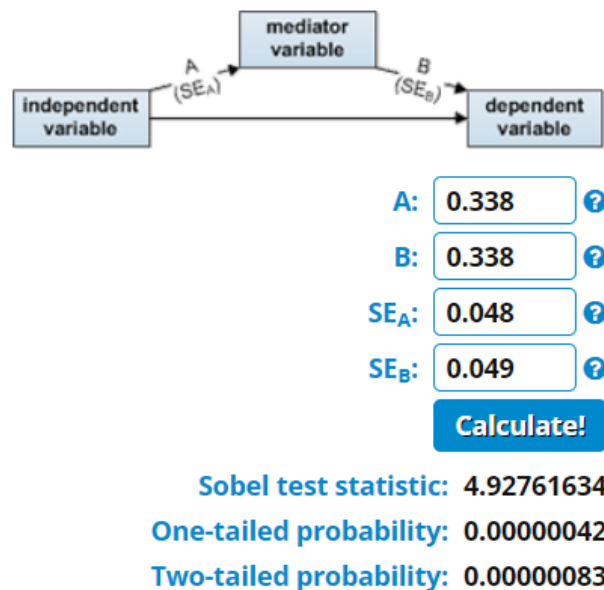 mediator
variable
A
(SEA)
B
(SEB)
independent
variable
dependent
variable
A: 0.338
B: 0.338
SEA: 0.048
SEB: 0.049
Calculate!
Sobel test statistic: 4.92761634
One-tailed probability: 0.00000042
Two-tailed probability: 0.00000083